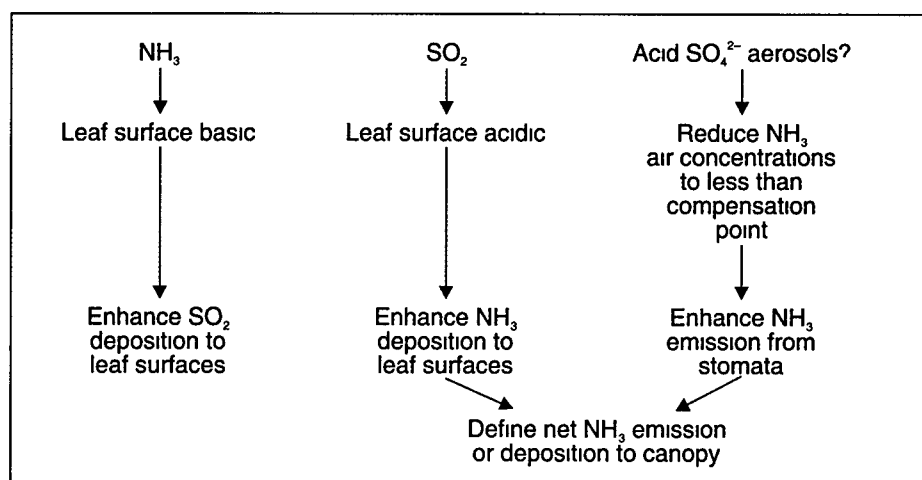 NH₃
SO₂
Acid SO₄²⁻ aerosols?
Leaf surface basic
Leaf surface acidic
Reduce NH₃
air concentrations
to less than
compensation
point
Enhance SO₂
deposition to
leaf surfaces
Enhance NH₃
deposition to
leaf surfaces
Enhance NH₃
emission from
stomata
Define net NH₃ emission
or deposition to canopy